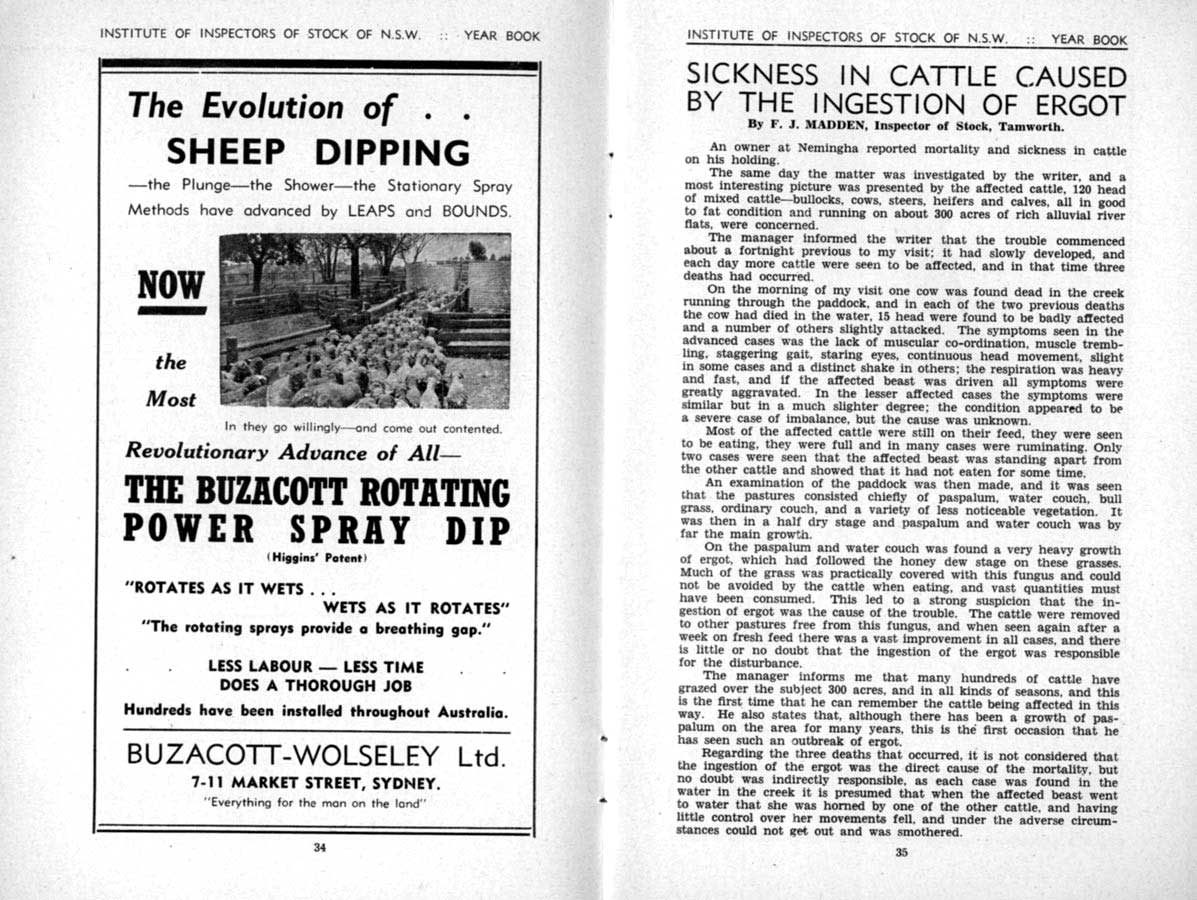 INSTITUTE OF INSPECTORS OF STOCK OF N.S.W. :: YEAR BOOK
The Evolution of . .
SHEEP DIPPING
—the Plunge—the Shower—the Stationary Spray
Methods have advanced by LEAPS and BOUNDS.
NOW
the
Most
In they go willingly—and come out contented.
Revolutionary Advance of All—
THE BUZACOTT ROTATING
POWER SPRAY DIP
(Higgins' Patent)
"ROTATES AS IT WETS . . .
WETS AS IT ROTATES"
"The rotating sprays provide a breathing gap."
LESS LABOUR — LESS TIME
DOES A THOROUGH JOB
Hundreds have been installed throughout Australia.
BUZACOTT-WOLSELEY Ltd.
7-11 MARKET STREET, SYDNEY.
"Everything for the man on the land"
34
INSTITUTE OF INSPECTORS OF STOCK OF N.S.W. :: YEAR BOOK
SICKNESS IN CATTLE CAUSED
BY THE INGESTION OF ERGOT
By F. J. MADDEN, Inspector of Stock, Tamworth.
An owner at Nemingha reported mortality and sickness in cattle
on his holding.
The same day the matter was investigated by the writer, and a
most interesting picture was presented by the affected cattle, 120 head
of mixed cattle—bullocks, cows, steers, heifers and calves, all in good
to fat condition and running on about 300 acres of rich alluvial river
flats, were concerned.
The manager informed the writer that the trouble commenced
about a fortnight previous to my visit; it had slowly developed, and
each day more cattle were seen to be affected, and in that time three
deaths had occurred.
On the morning of my visit one cow was found dead in the creek
running through the paddock, and in each of the two previous deaths
the cow had died in the water, 15 head were found to be badly affected
and a number of others slightly attacked. The symptoms seen in the
advanced cases was the lack of muscular co-ordination, muscle tremb-
ling, staggering gait, staring eyes, continuous head movement, slight
in some cases and a distinct shake in others; the respiration was heavy
and fast, and if the affected beast was driven all symptoms were
greatly aggravated. In the lesser affected cases the symptoms were
similar but in a much slighter degree; the condition appeared to be
a severe case of imbalance, but the cause was unknown.
Most of the affected cattle were still on their feed, they were seen
to be eating, they were full and in many cases were ruminating. Only
two cases were seen that the affected beast was standing apart from
the other cattle and showed that it had not eaten for some time.
An examination of the paddock was then made, and it was seen
that the pastures consisted chiefly of paspalum, water couch, bull
grass, ordinary couch, and a variety of less noticeable vegetation. It
was then in a half dry stage and paspalum and water couch was by
far the main growth.
On the paspalum and water couch was found a very heavy growth
of ergot, which had followed the honey dew stage on these grasses.
Much of the grass was practically covered with this fungus and could
not be avoided by the cattle when eating, and vast quantities must
have been consumed. This led to a strong suspicion that the in-
gestion of ergot was the cause of the trouble. The cattle were removed
to other pastures free from this fungus, and when seen again after a
week on fresh feed there was a vast improvement in all cases, and there
is little or no doubt that the ingestion of the ergot was responsible
for the disturbance.
The manager informs me that many hundreds of cattle have
grazed over the subject 300 acres, and in all kinds of seasons, and this
is the first time that he can remember the cattle being affected in this
way. He also states that, although there has been a growth of pas-
palum on the area for many years, this is the first occasion that he
has seen such an outbreak of ergot.
Regarding the three deaths that occurred, it is not considered that
the ingestion of the ergot was the direct cause of the mortality, but
no doubt was indirectly responsible, as each case was found in the
water in the creek it is presumed that when the affected beast went
to water that she was horned by one of the other cattle, and having
little control over her movements fell, and under the adverse circum-
stances could not get out and was smothered.
35